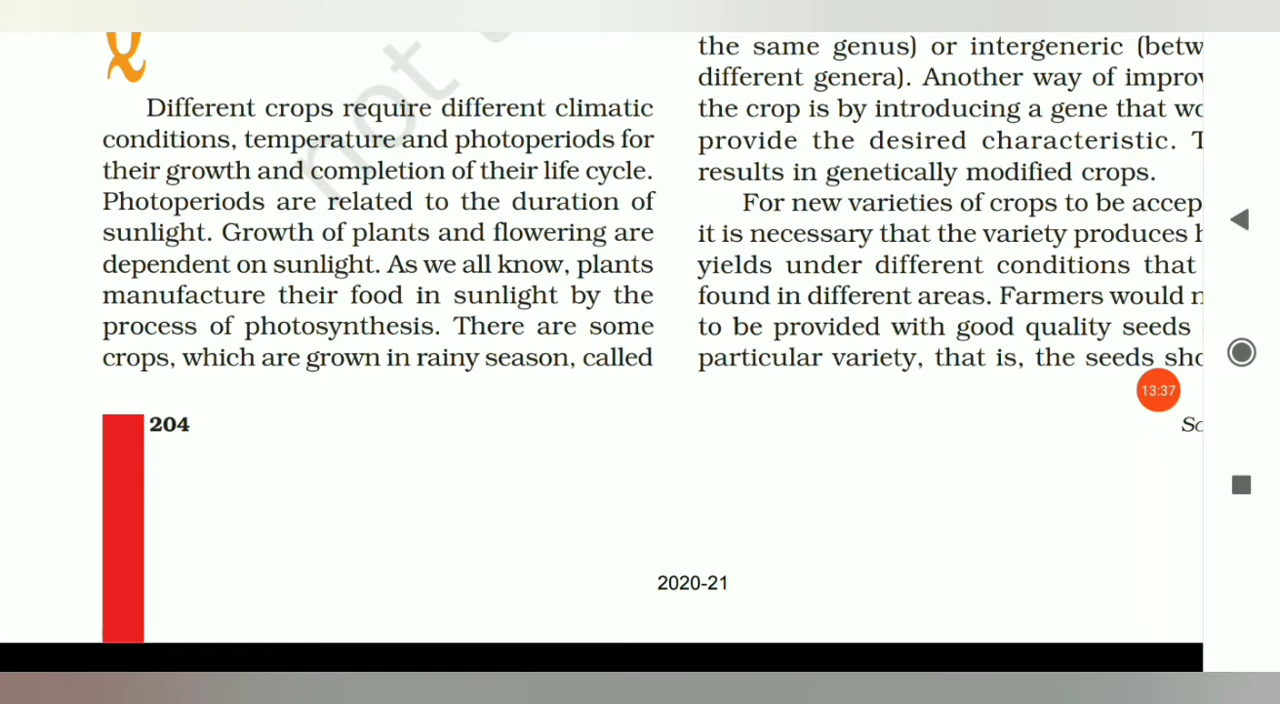 Different crops require different climatic
conditions, temperature and photoperiods for
their growth and completion of their life cycle.
Photoperiods are related to the duration of
sunlight. Growth of plants and flowering are
dependent on sunlight. As we all know, plants
manufacture their food in sunlight by the
process of photosynthesis. There are some
crops, which are grown in rainy season, called
the same genus) or intergeneric (betw
different genera). Another way of improv
the crop is by introducing a gene that wo
provide the desired characteristic. T
results in genetically modified crops.
For new varieties of crops to be accep
it is necessary that the variety produces h
yields under different conditions that
found in different areas. Farmers would n
to be provided with good quality seeds
particular variety, that is, the seeds sho
13:37
204
Sc
2020-21
not